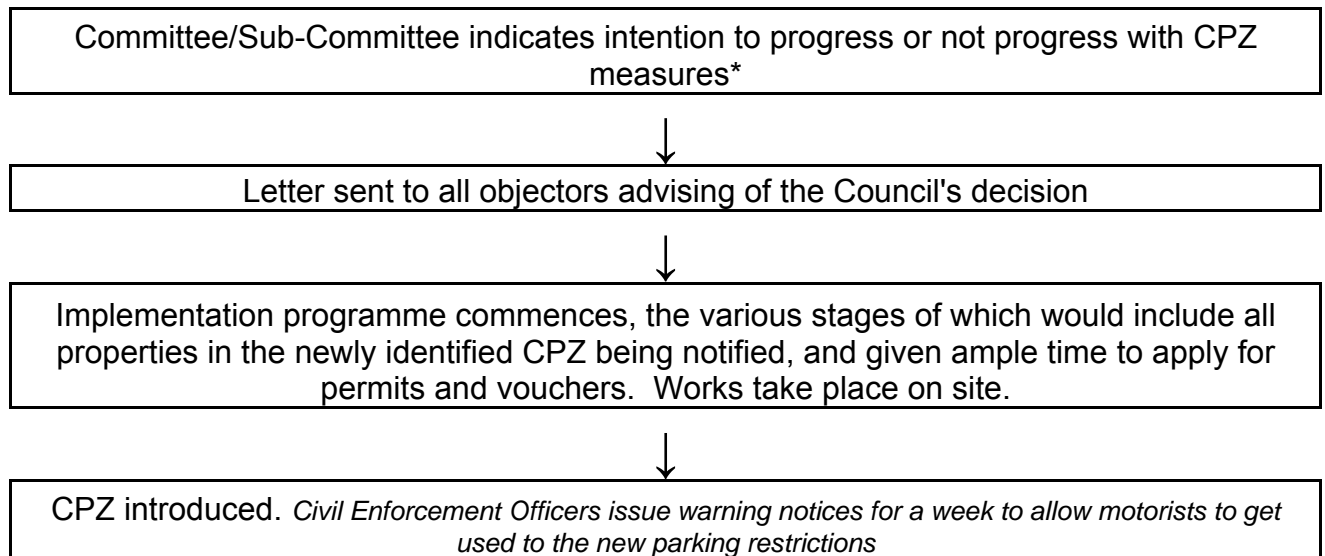 Committee/Sub-Committee indicates intention to progress or not progress with CPZ
measures*
↓
Letter sent to all objectors advising of the Council's decision
↓
Implementation programme commences, the various stages of which would include all
properties in the newly identified CPZ being notified, and given ample time to apply for
permits and vouchers.  Works take place on site.
↓
CPZ introduced. Civil Enforcement Officers issue warning notices for a week to allow motorists to get
used to the new parking restrictions